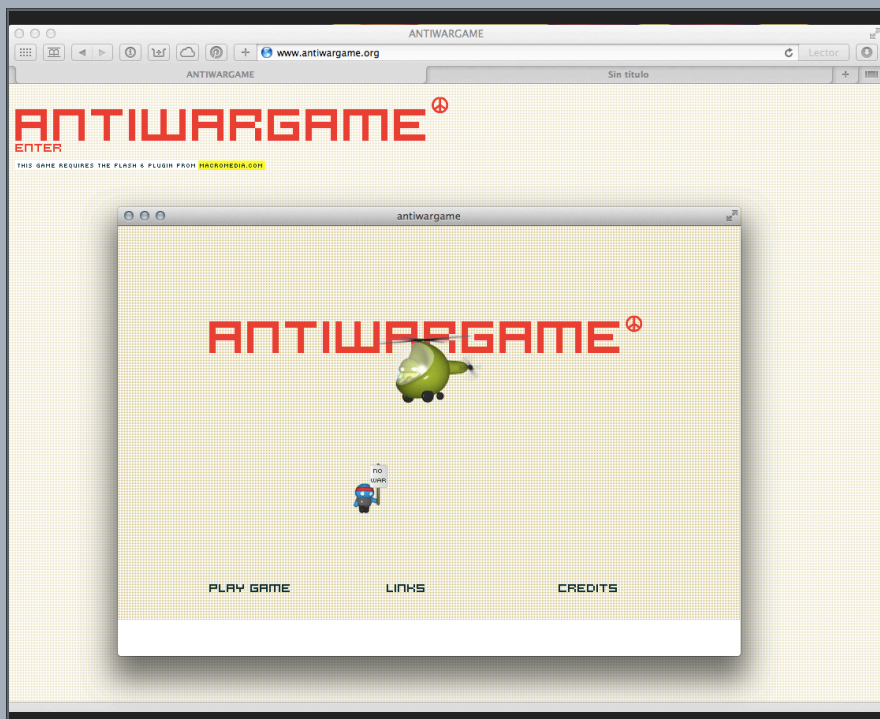 ANTIWARGAME
www.antiwargame.org
Lector
ANTIWARGAME
Sin título
ANTIWARGAME
ENTER
THIS GAME REQUIRES THE FLASH 6 PLUGIN FROM MACROMEDIA.COM
antiwargame
ANTIWARGAME
NO
WAR
PLAY GAME
LINKS
CREDITS